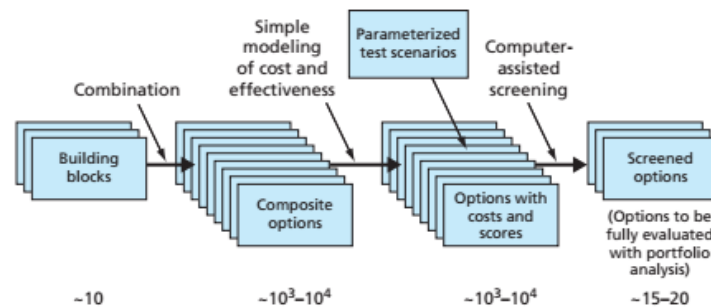 Simple
modeling
of cost and
effectiveness
Parameterized
test scenarios
Computer-
assisted
screening
Combination
Building
blocks
Composite
options
Options with
costs and
scores
Screened
options
(Options to be
fully evaluated
with portfolio
analysis)
~10
~10³–10⁴
~10³–10⁴
~15–20